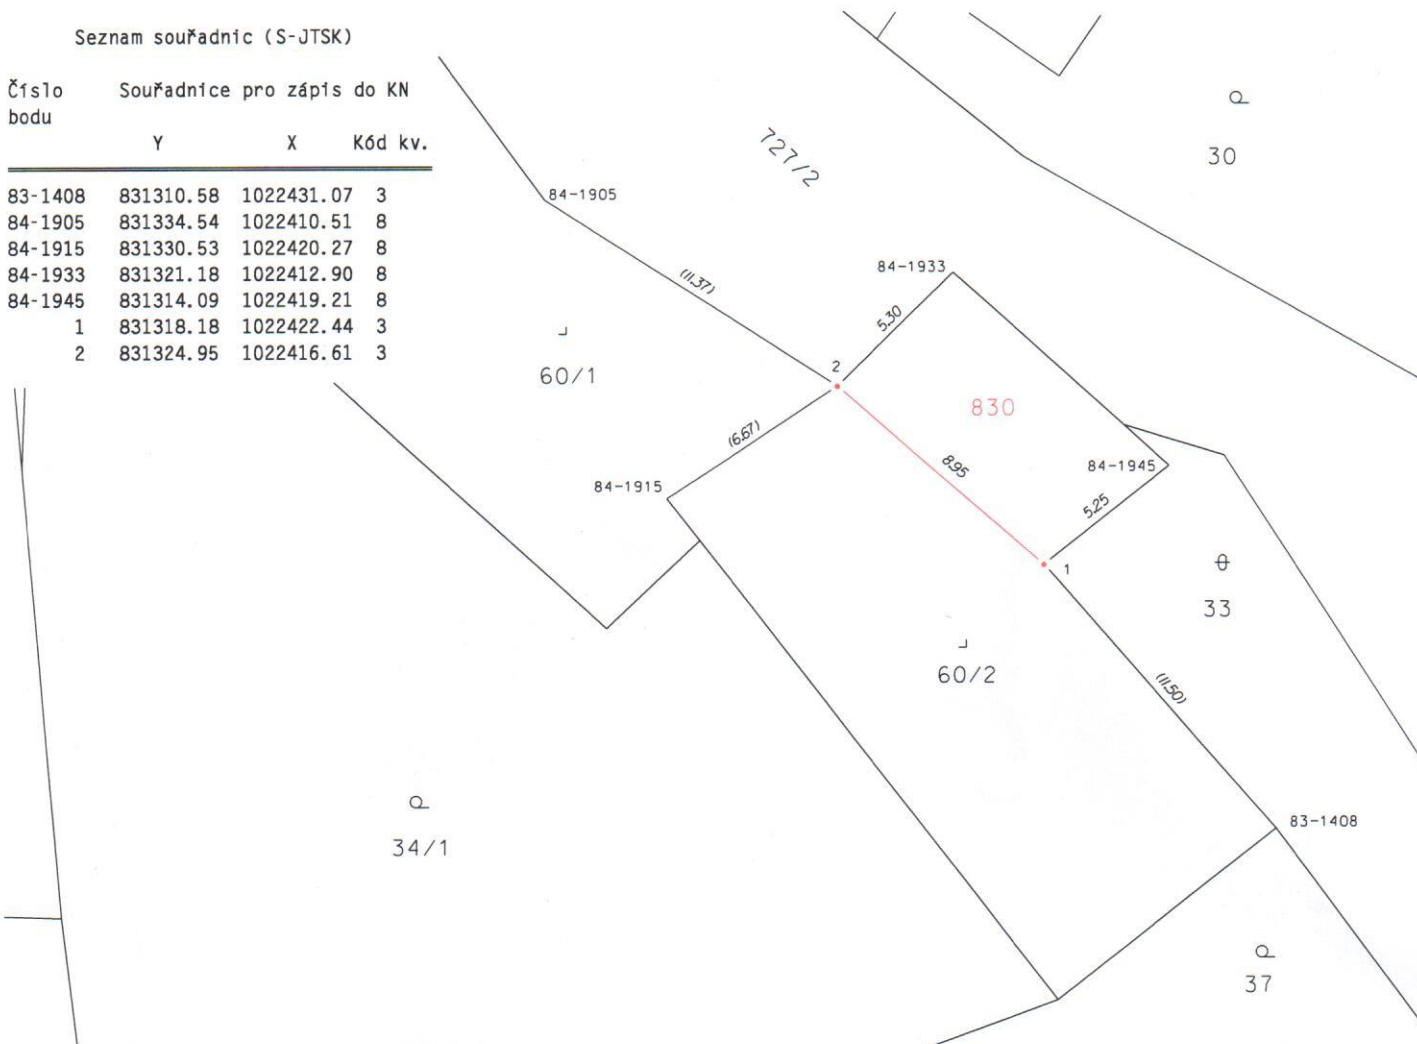 Seznam souřadnic (S-JTSK)
Číslo bodu Souřadnice pro zápis do KN
Y X Kód kv.
83-1408 831310.58 1022431.07 3
84-1905 831334.54 1022410.51 8
84-1915 831330.53 1022420.27 8
84-1933 831321.18 1022412.90 8
84-1945 831314.09 1022419.21 8
1 831318.18 1022422.44 3
2 831324.95 1022416.61 3
30
727/2
84-1905
84-1933
(11.37)
5.30
2
60/1
830
(6.67)
8.95
84-1945
84-1915
5.25
1
33
60/2
(11.50)
83-1408
34/1
37